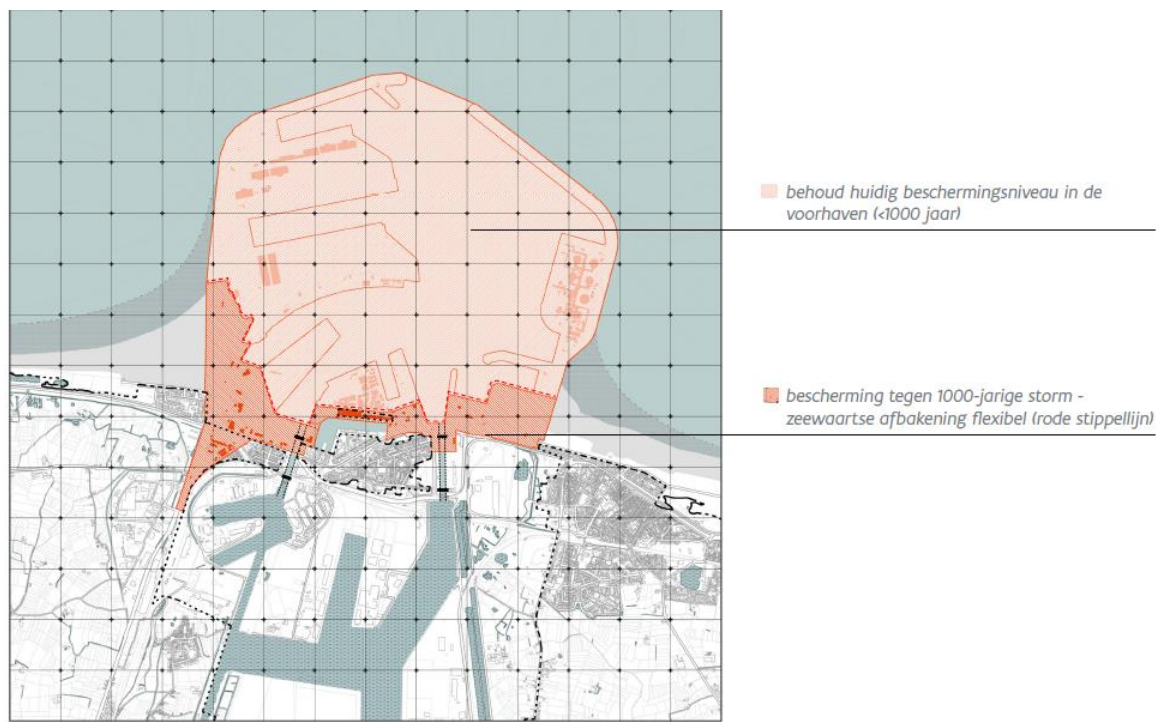 behoud huidig beschermingsniveau in de
voorhaven (<1000 jaar)
bescherming tegen 1000-jarige storm -
zeewaartse afbakening flexibel (rode stippellijn)